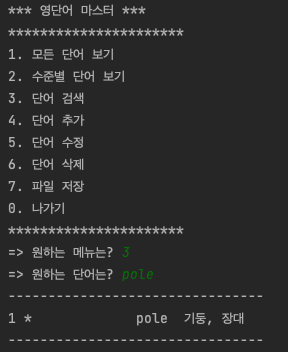 *** 영단어 마스터 ***
**********************
1. 모든 단어 보기
2. 수준별 단어 보기
3. 단어 검색
4. 단어 추가
5. 단어 수정
6. 단어 삭제
7. 파일 저장
0. 나가기
**********************
=> 원하는 메뉴는? 3
=> 원하는 단어는? pole
--------------------------------
1 *             pole  기둥, 장대
--------------------------------